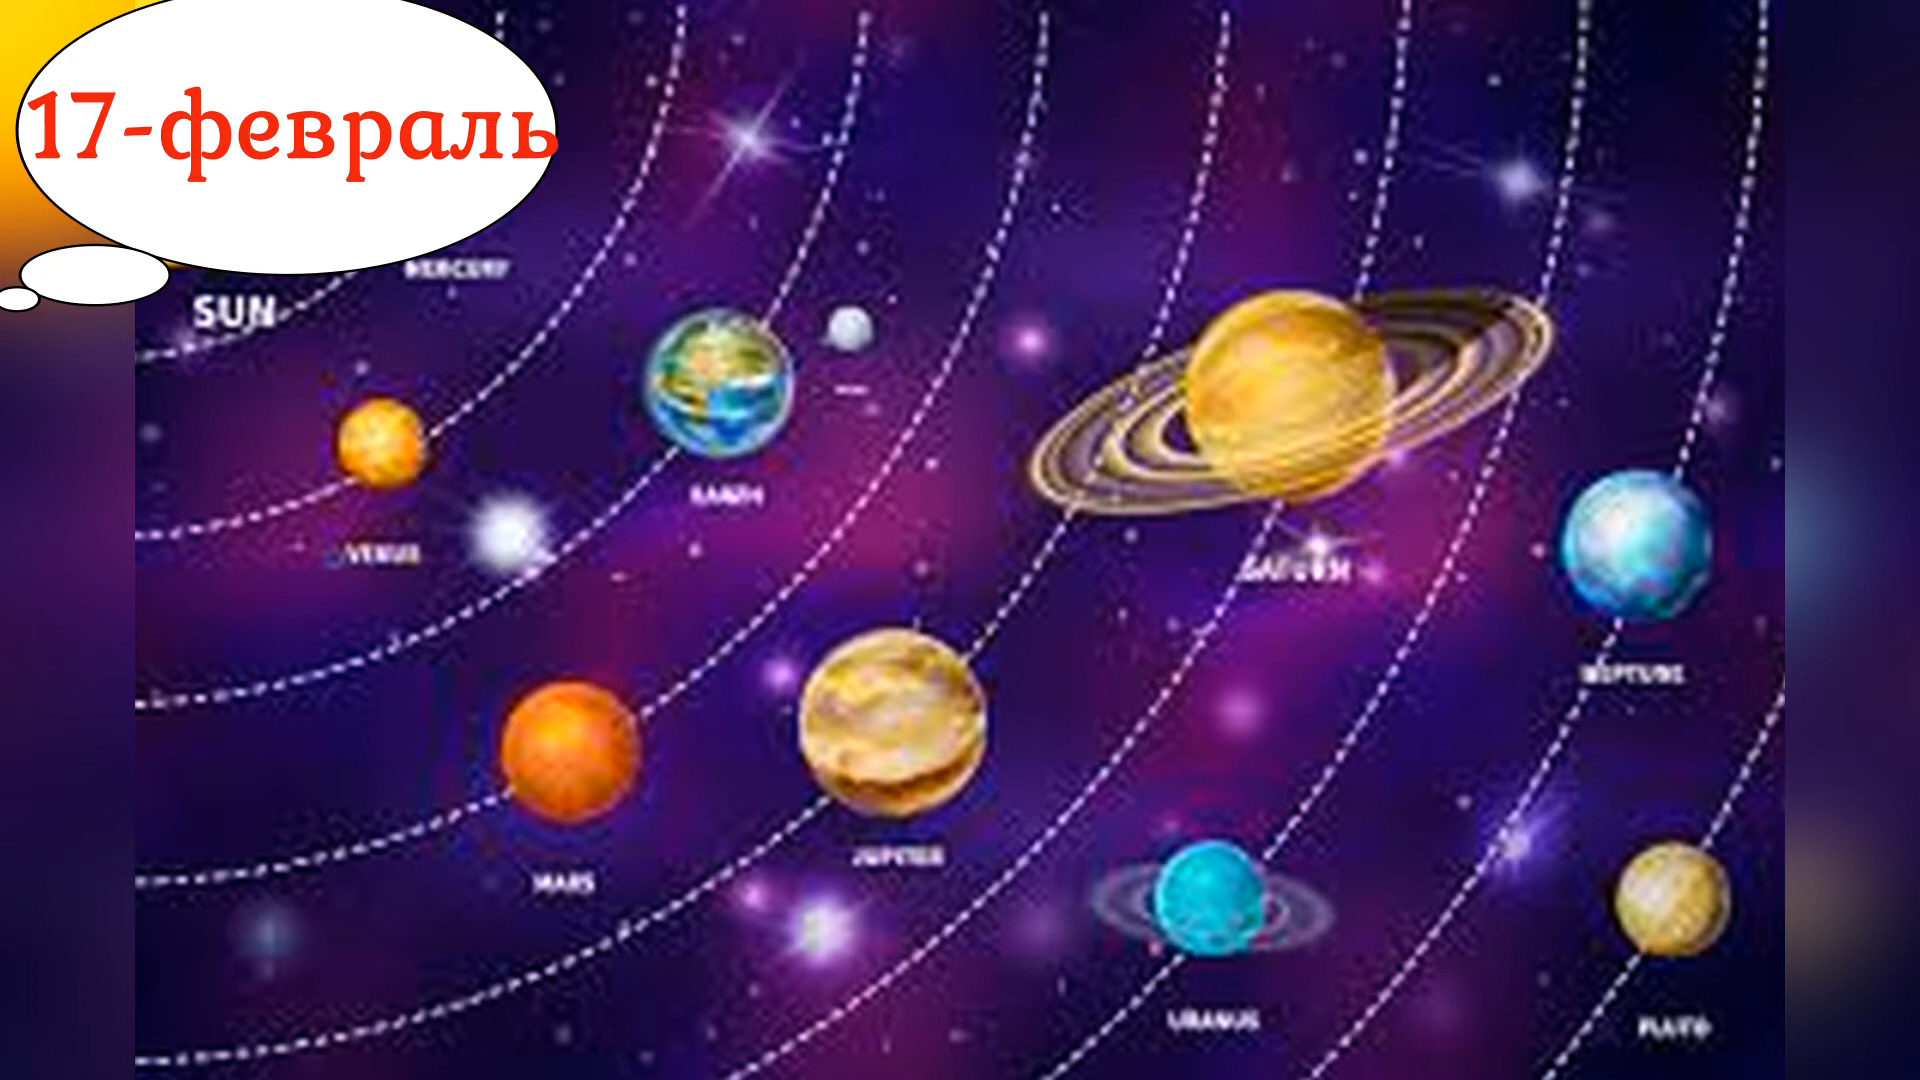 17-февраль
MERCURY
SUN
EARTH
VENUS
SATURN
NEPTUNE
JUPITER
MARS
URANUS
PLUTO